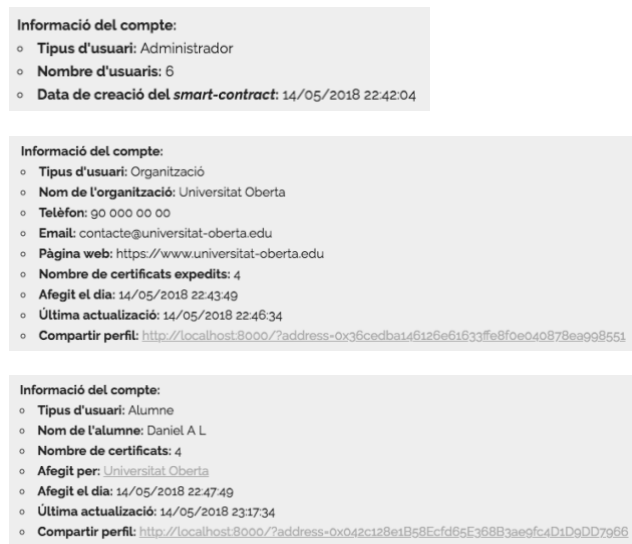 Informació del compte:
Tipus d'usuari: Administrador
Nombre d'usuaris: 6
Data de creació del smart-contract: 14/05/2018 22:42:04
Informació del compte:
Tipus d'usuari: Organització
Nom de l'organització: Universitat Oberta
Telèfon: 90 000 00 00
Email: contacte@universitat-oberta.edu
Pàgina web: https://www.universitat-oberta.edu
Nombre de certificats expedits: 4
Afegit el dia: 14/05/2018 22:43:49
Última actualizació: 14/05/2018 22:46:34
Compartir perfil: http://localhost:8000/?address=0x36cedba146126e61633ffe8f0e040878ea998551
Informació del compte:
Tipus d'usuari: Alumne
Nom de l'alumne: Daniel A L
Nombre de certificats: 4
Afegit per: Universitat Oberta
Afegit el dia: 14/05/2018 22:47:49
Última actualizació: 14/05/2018 23:17:34
Compartir perfil: http://localhost:8000/?address=0x042c128e1B58Ecfd65E368B3ae9fc4D1D9DD7966